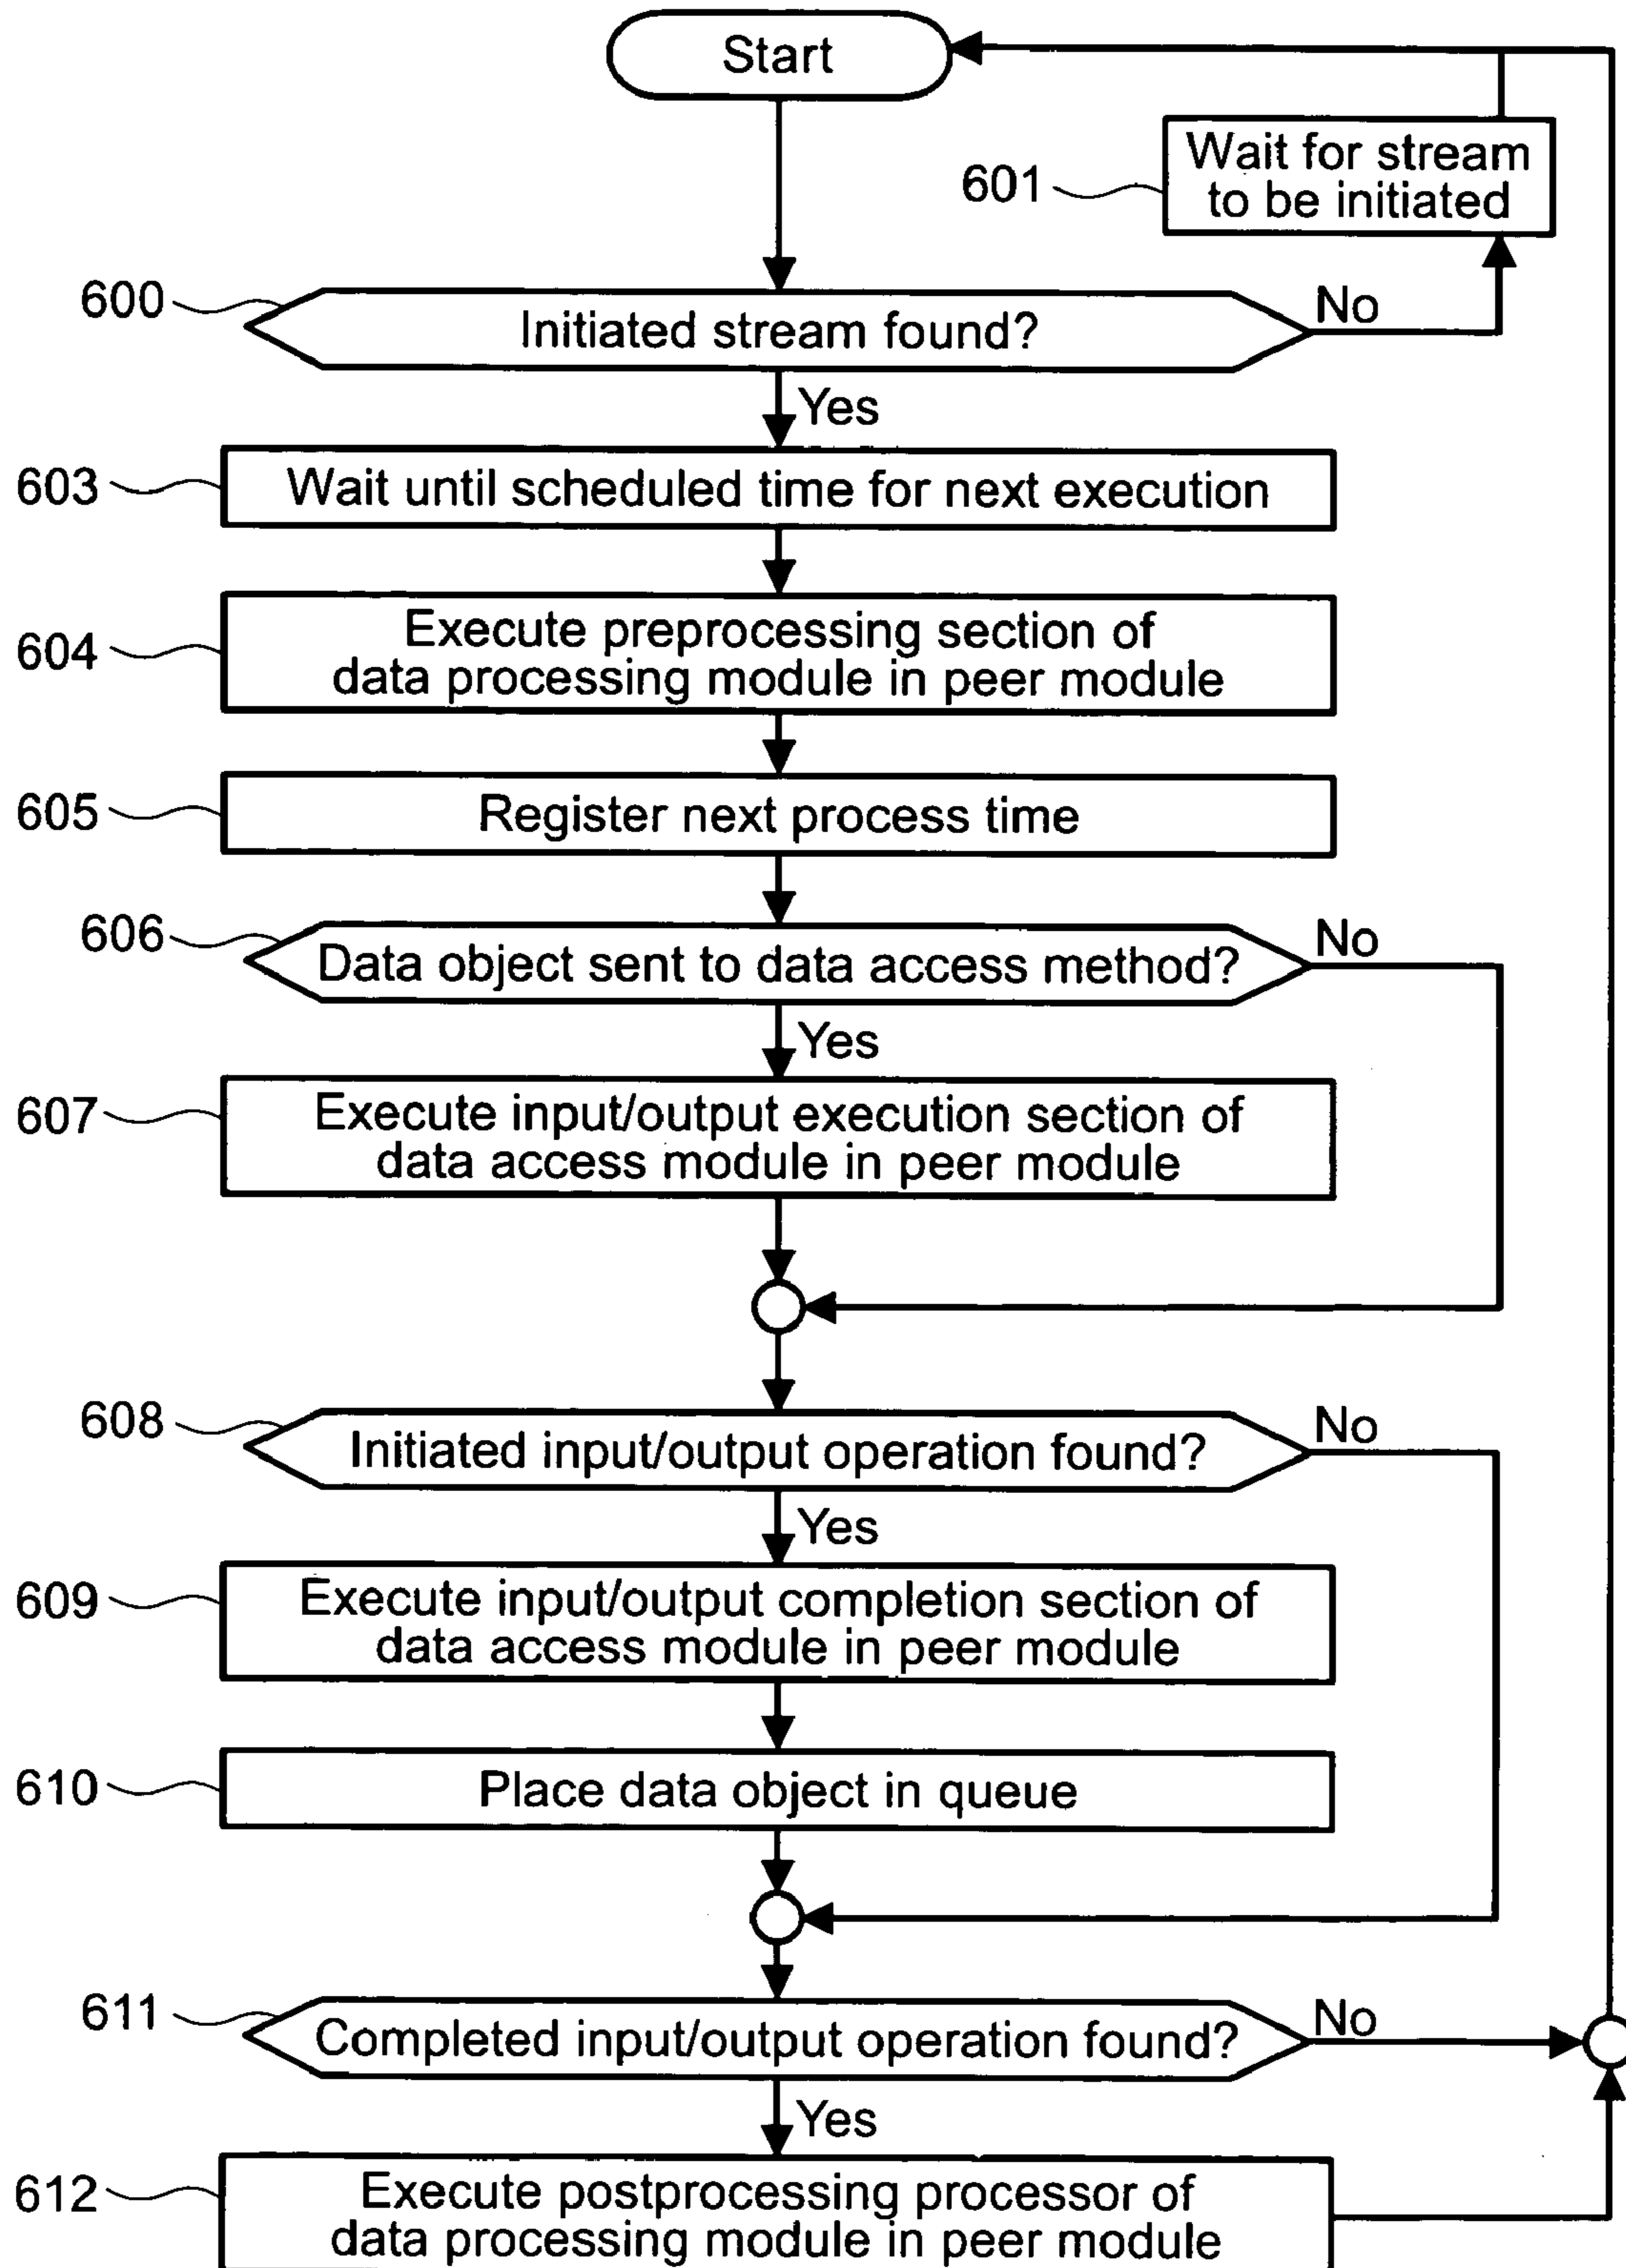 Start
Wait for stream
to be initiated
601
600
Initiated stream found?
No
Yes
603
Wait until scheduled time for next execution
604
Execute preprocessing section of
data processing module in peer module
605
Register next process time
606
Data object sent to data access method?
No
Yes
607
Execute input/output execution section of
data access module in peer module
608
Initiated input/output operation found?
No
Yes
609
Execute input/output completion section of
data access module in peer module
610
Place data object in queue
611
Completed input/output operation found?
No
Yes
612
Execute postprocessing processor of
data processing module in peer module